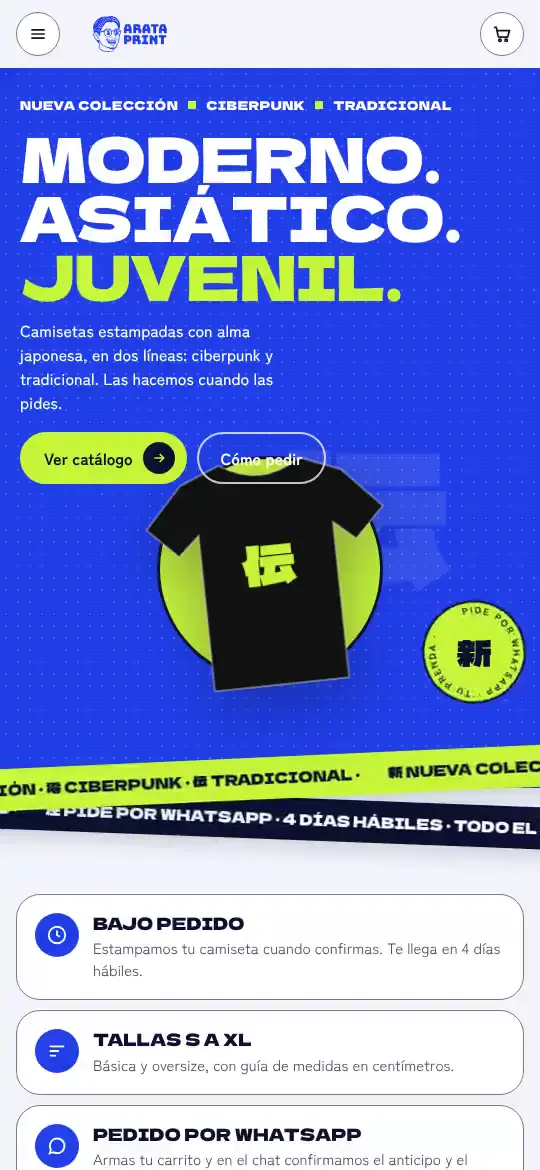 ARATA
PRINT
NUEVA COLECCIÓN CIBERPUNK TRADICIONAL
MODERNO.
ASIÁTICO.
JUVENIL.
Camisetas estampadas con alma
japonesa, en dos líneas: ciberpunk y
tradicional. Las hacemos cuando las
pides.
Ver catálogo
Cómo pedir
伝
伝
PIDE POR WHATSAPP · TU PRENDA ·
新
IÓN · CIBERPUNK · 伝 TRADICIONAL · 新 NUEVA COLEC
PIDE POR WHATSAPP · 4 DÍAS HÁBILES · TODO EL
BAJO PEDIDO
Estampamos tu camiseta cuando confirmas. Te llega en 4 días
hábiles.
TALLAS S A XL
Básica y oversize, con guía de medidas en centímetros.
PEDIDO POR WHATSAPP
Armas tu carrito y en el chat confirmamos el anticipo y el